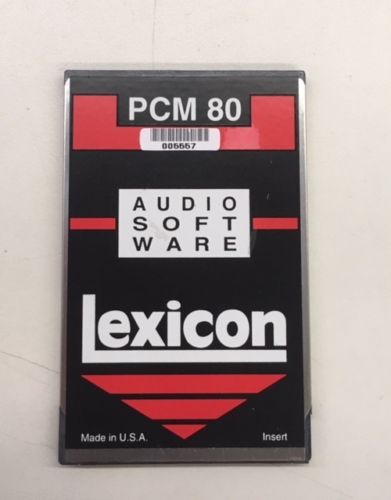 PCM 80
005557
AUDIO
SOFT
WARE
Lexicon
Made in U.S.A. Insert